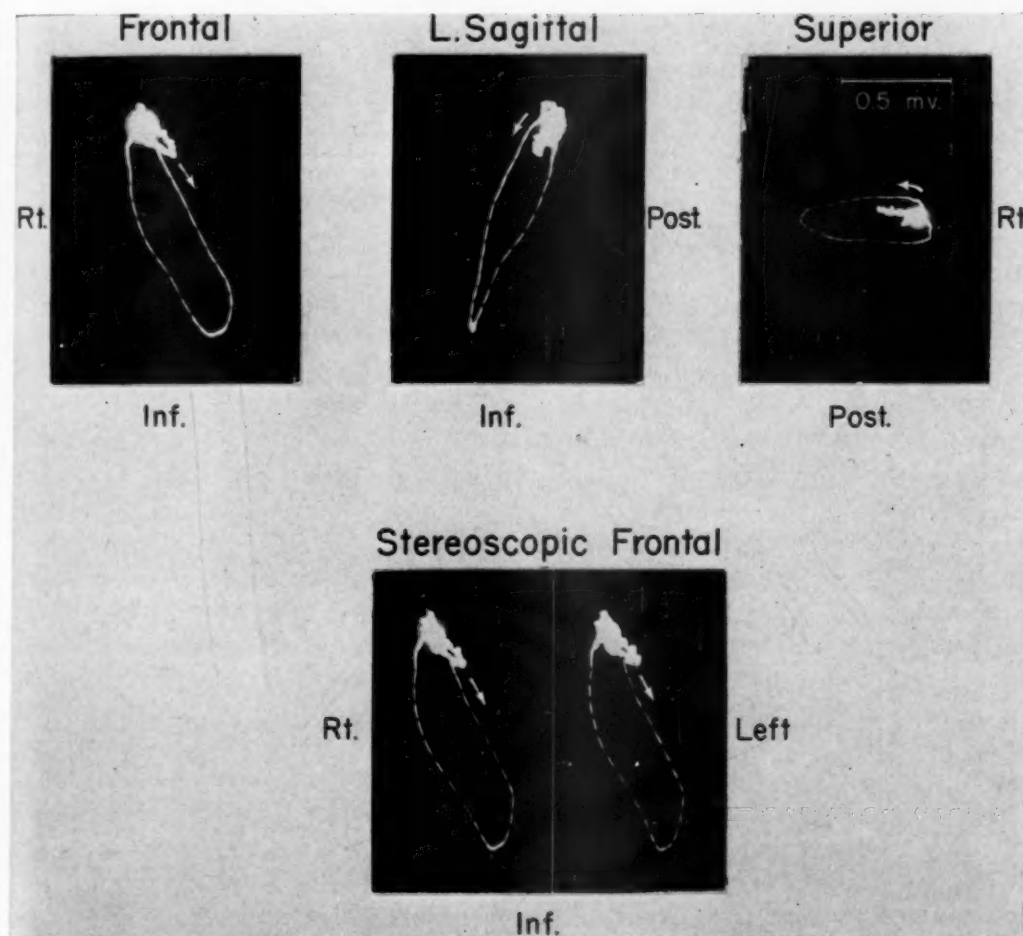 Frontal
L. Sagittal
Superior
0.5 mv.
Rt.
Post.
Rt
Inf.
Inf.
Post.
Stereoscopic Frontal
Rt.
Left
Inf.